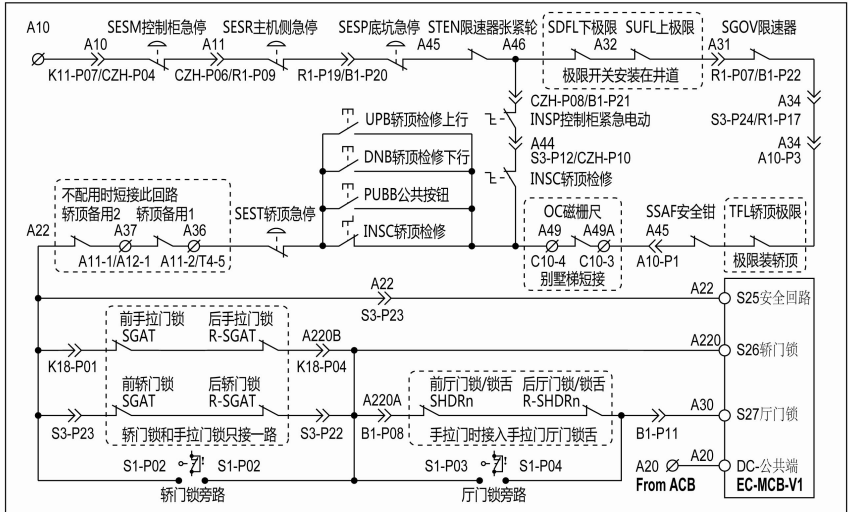 A10 SESM控制柜急停 SESR主机侧急停 SESP底坑急停 STEN限速器张紧轮 SDFL下极限 SUFL上极限 SGOV限速器
A10 A11 A45 A46 A32 A31
K11-P07/CZH-P04 CZH-P06/R1-P09 R1-P19/B1-P20 极限开关安装在井道 R1-P07/B1-P22
CZH-P08/B1-P21 A34
UPB轿顶检修上行 INSP控制柜紧急电动 S3-P24/R1-P17
A44 A34
DNB轿顶检修下行 S3-P12/CZH-P10 A10-P3
INSC轿顶检修
不配用时短接此回路 PUBB公共按钮
轿顶备用2 轿顶备用1 SEST轿顶急停 OC磁栅尺 SSAF安全钳 TFL轿顶极限
A22 A37 A36 INSC轿顶检修 A49 A49A A45
A11-1/A12-1 A11-2/T4-5 C10-4 C10-3 A10-P1 极限装轿顶
别墅梯短接
A22 A22 S25安全回路
S3-P23
前手拉门锁 后手拉门锁 A220B A220 S26轿门锁
SGAT R-SGAT
K18-P01 K18-P04
前轿门锁 后轿门锁 前厅门锁/锁舌 后厅门锁/锁舌
SGAT R-SGAT A220A SHDRn R-SHDRn A30 S27厅门锁
S3-P23 轿门锁和手拉门锁只接一路 S3-P22 B1-P08 手拉门时接入手拉门厅门锁舌 B1-P11
S1-P02 S1-P02 S1-P03 S1-P04 A20 A20 DC-公共端
轿门锁旁路 厅门锁旁路 From ACB EC-MCB-V1